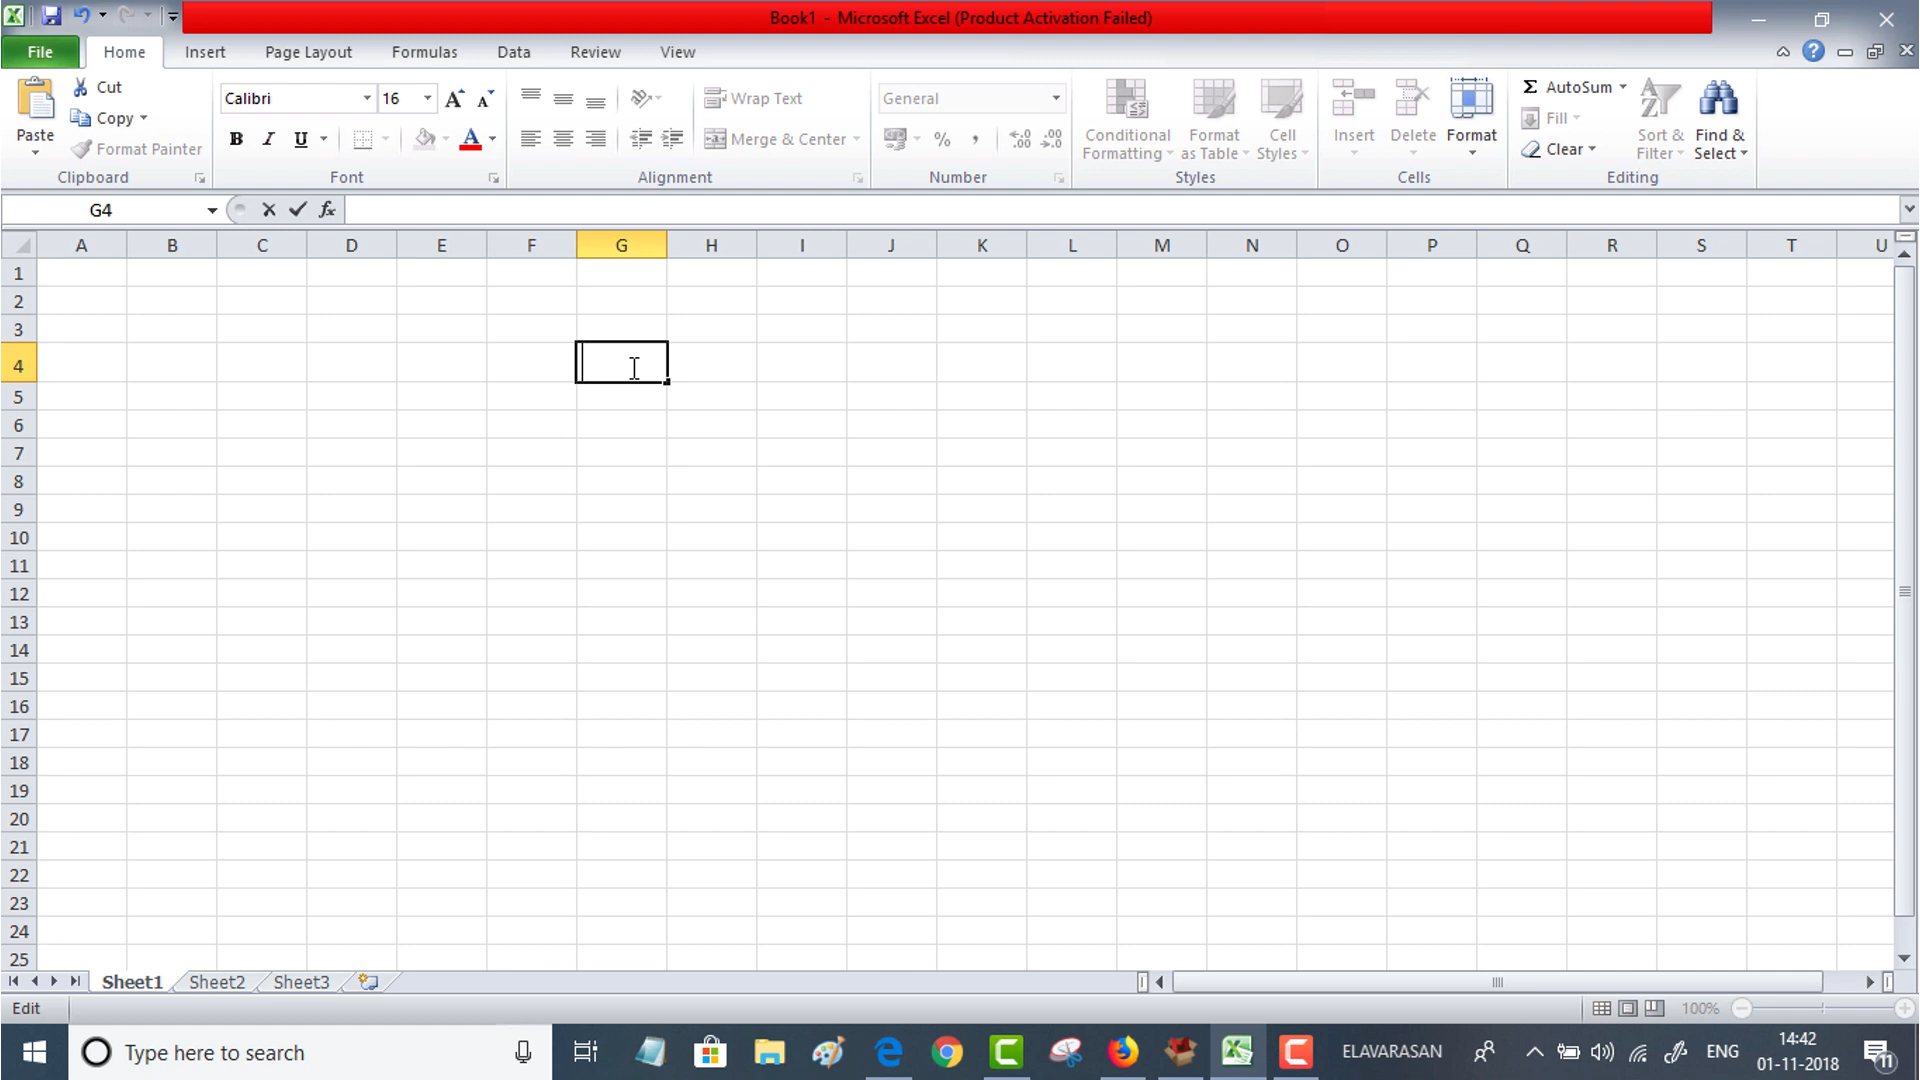 Book1 - Microsoft Excel (Product Activation Failed)
File Home Insert Page Layout Formulas Data Review View
Paste
Cut
Copy
Format Painter
Clipboard
Calibri 16
B I U A
Font
Wrap Text
Merge & Center
Alignment
General
% ,
Number
Conditional Formatting
Format as Table
Cell Styles
Styles
Insert Delete Format
Cells
Σ AutoSum
Fill
Clear
Sort & Filter
Find & Select
Editing
G4 fx
A B C D E F G H I J K L M N O P Q R S T U
1
2
3
4
5
6
7
8
9
10
11
12
13
14
15
16
17
18
19
20
21
22
23
24
25
Sheet1 Sheet2 Sheet3
Edit 100%
Type here to search ELAVARASAN ENG 14:42
01-11-2018 11